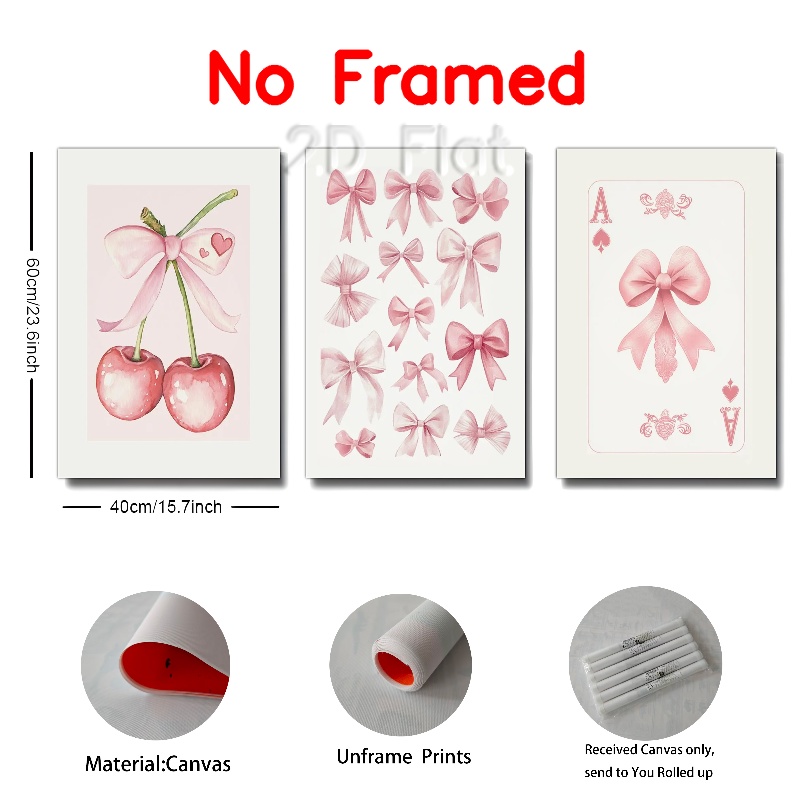 No Framed
2D Flat
60cm/23.6inch
40cm/15.7inch
A
A
Material:Canvas
Unframe Prints
Received Canvas only,
send to You Rolled up